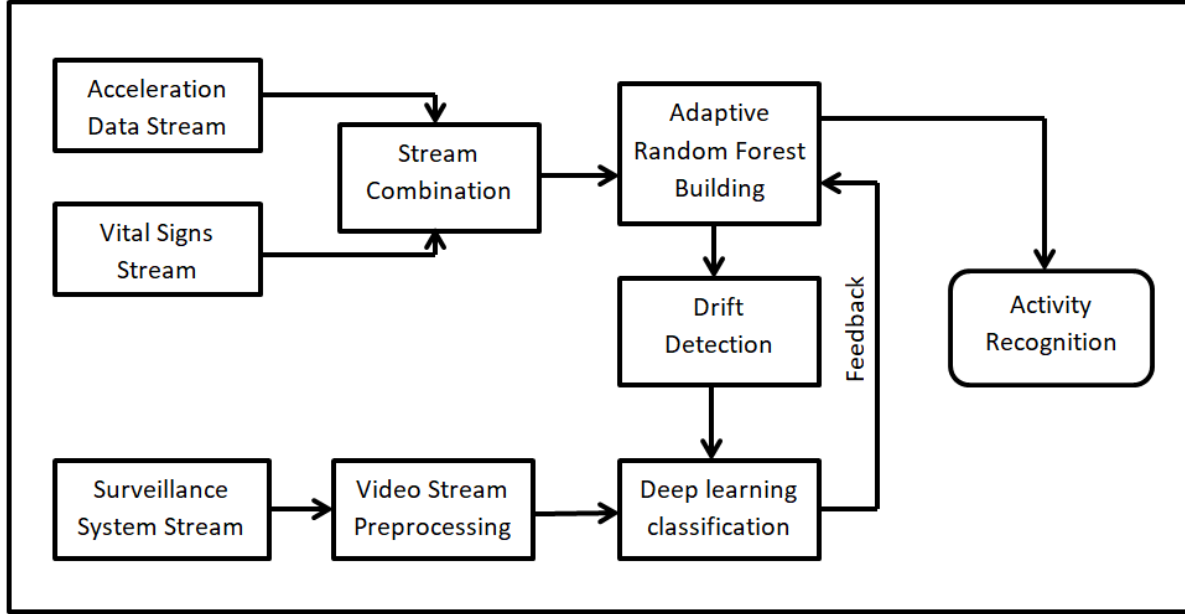 Acceleration
Data Stream
Stream
Combination
Vital Signs
Stream
Adaptive
Random Forest
Building
Drift
Detection
Feedback
Activity
Recognition
Surveillance
System Stream
Video Stream
Preprocessing
Deep learning
classification